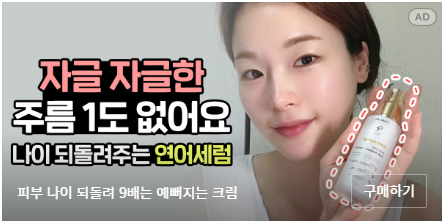 AD
자글 자글한
주름 1도 없어요
나이 되돌려주는 연어세럼
피부 나이 되돌려 9배는 예뻐지는 크림
구매하기